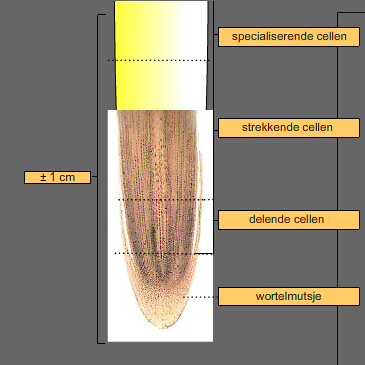 specialiserende cellen
strekkende cellen
± 1 cm
delende cellen
wortelmutsje